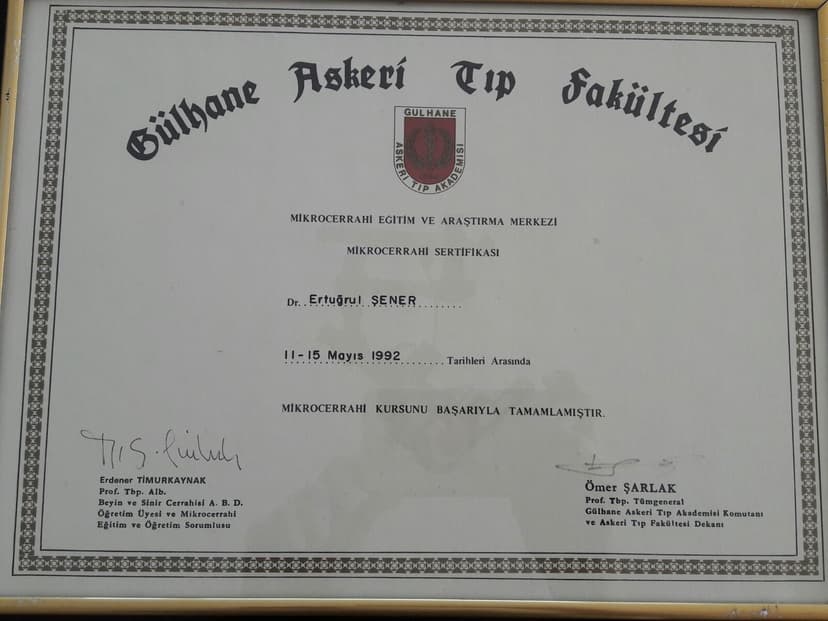 Gülhane Askeri Tıp Fakültesi
GULHANE
ASKERİ TIP AKADEMİSİ
MİKROCERRAHİ EĞİTİM VE ARAŞTIRMA MERKEZİ
MİKROCERRAHİ SERTİFİKASI
Dr. Ertuğrul ŞENER
11-15 Mayıs 1992 Tarihleri Arasında
MİKROCERRAHİ KURSUNU BAŞARIYLA TAMAMLAMIŞTIR.
Erdener TİMURKAYNAK
Prof. Tbp. Alb.
Beyin ve Sinir Cerrahisi A. B. D.
Öğretim Üyesi ve Mikrocerrahi
Eğitim ve Öğretim Sorumlusu
Ömer ŞARLAK
Prof. Tbp. Tümgeneral
Gülhane Askeri Tıp Akademisi Komutanı
ve Askeri Tıp Fakültesi Dekanı